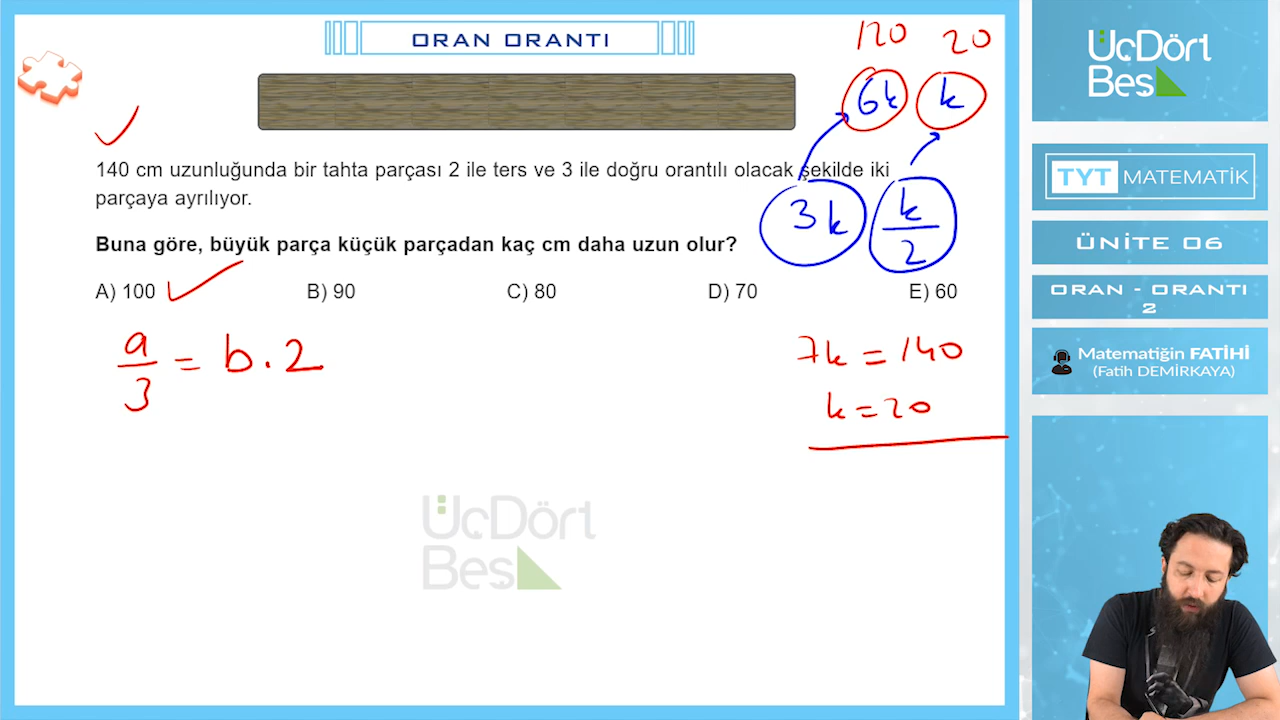 ORAN ORANTI
120 20
6k k
140 cm uzunluğunda bir tahta parçası 2 ile ters ve 3 ile doğru orantılı olacak şekilde iki
parçaya ayrılıyor.
3k k/2
Buna göre, büyük parça küçük parçadan kaç cm daha uzun olur?
A) 100 B) 90 C) 80 D) 70 E) 60
a/3 = b . 2
7k = 140
k = 20
ÜçDört
Beş
ÜçDört
Beş
TYT MATEMATİK
ÜNİTE 06
ORAN - ORANTI
2
Matematiğin FATİHİ
(Fatih DEMİRKAYA)